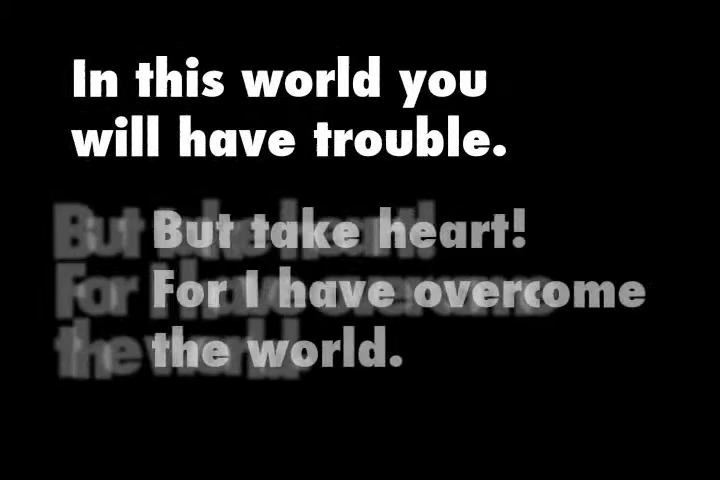 In this world you
will have trouble.
But take heart!
For I have overcome
the world.